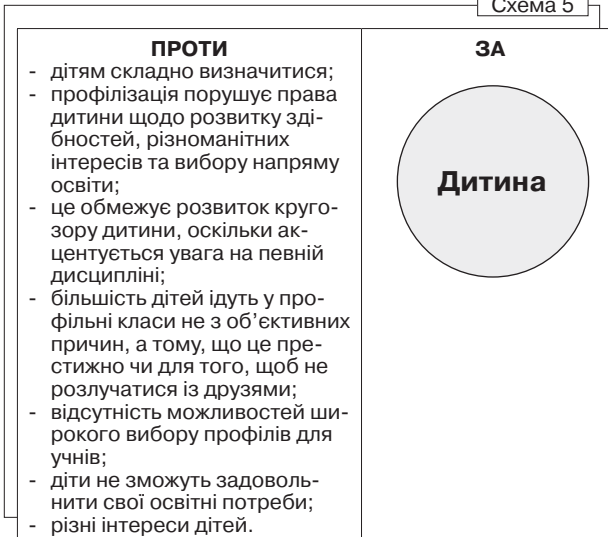 Схема 5
ПРОТИ
- дітям складно визначитися;
- профілізація порушує права
дитини щодо розвитку зді-
бностей, різноманітних
інтересів та вибору напряму
освіти;
- це обмежує розвиток круго-
зору дитини, оскільки ак-
центується увага на певній
дисципліні;
- більшість дітей ідуть у про-
фільні класи не з об’єктивних
причин, а тому, що це пре-
стижно чи для того, щоб не
розлучатися із друзями;
- відсутність можливостей ши-
рокого вибору профілів для
учнів;
- діти не зможуть задоволь-
нити свої освітні потреби;
- різні інтереси дітей.
ЗА
Дитина